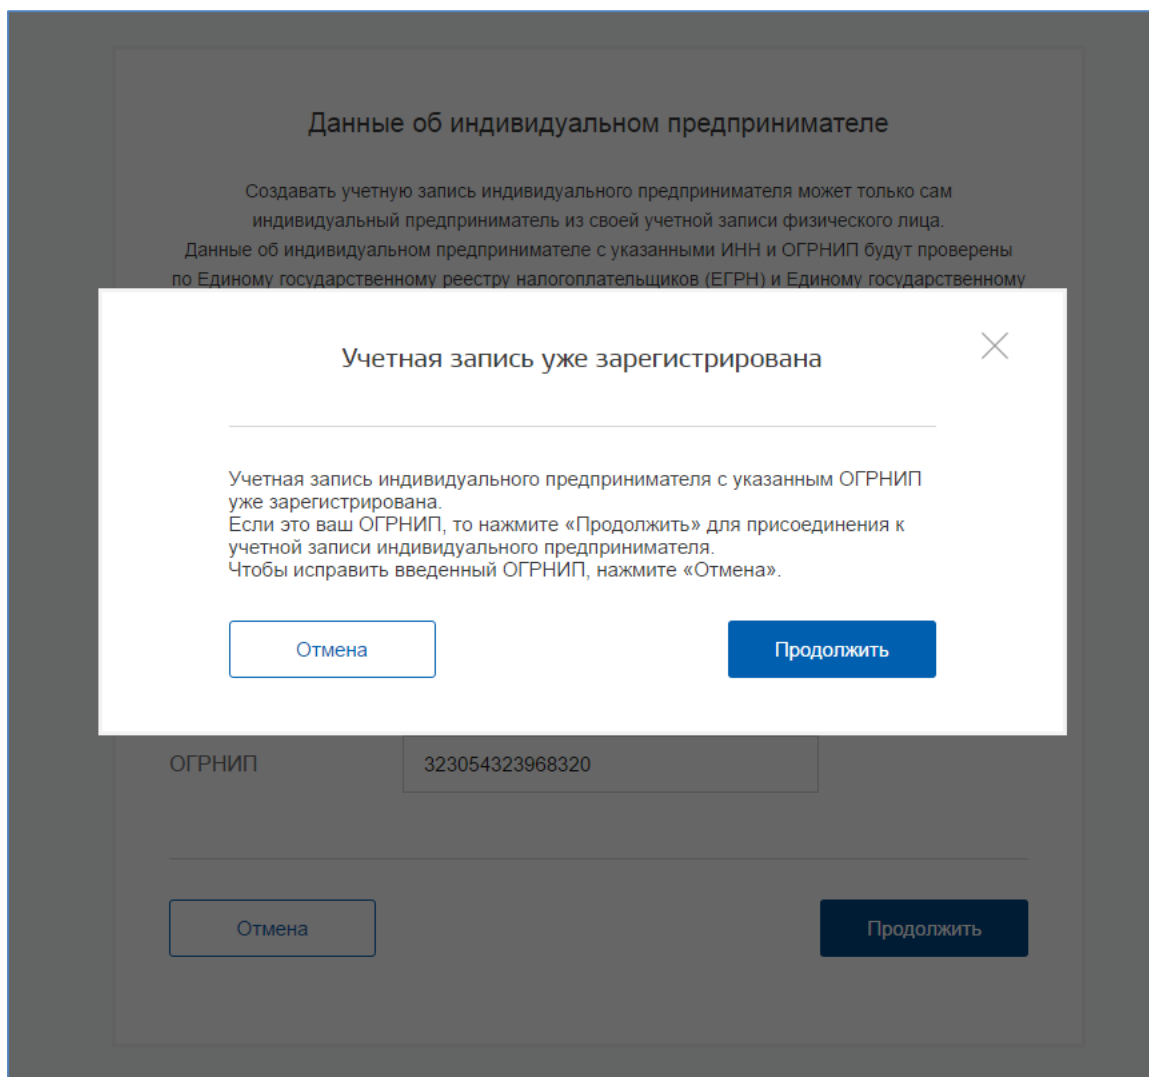 Данные об индивидуальном предпринимателе
Создавать учетную запись индивидуального предпринимателя может только сам
индивидуальный предприниматель из своей учетной записи физического лица.
Данные об индивидуальном предпринимателе с указанными ИНН и ОГРНИП будут проверены
по Единому государственному реестру налогоплательщиков (ЕГРН) и Единому государственному
Учетная запись уже зарегистрирована
Учетная запись индивидуального предпринимателя с указанным ОГРНИП
уже зарегистрирована.
Если это ваш ОГРНИП, то нажмите «Продолжить» для присоединения к
учетной записи индивидуального предпринимателя.
Чтобы исправить введенный ОГРНИП, нажмите «Отмена».
Отмена Продолжить
ОГРНИП 323054323968320
Отмена Продолжить